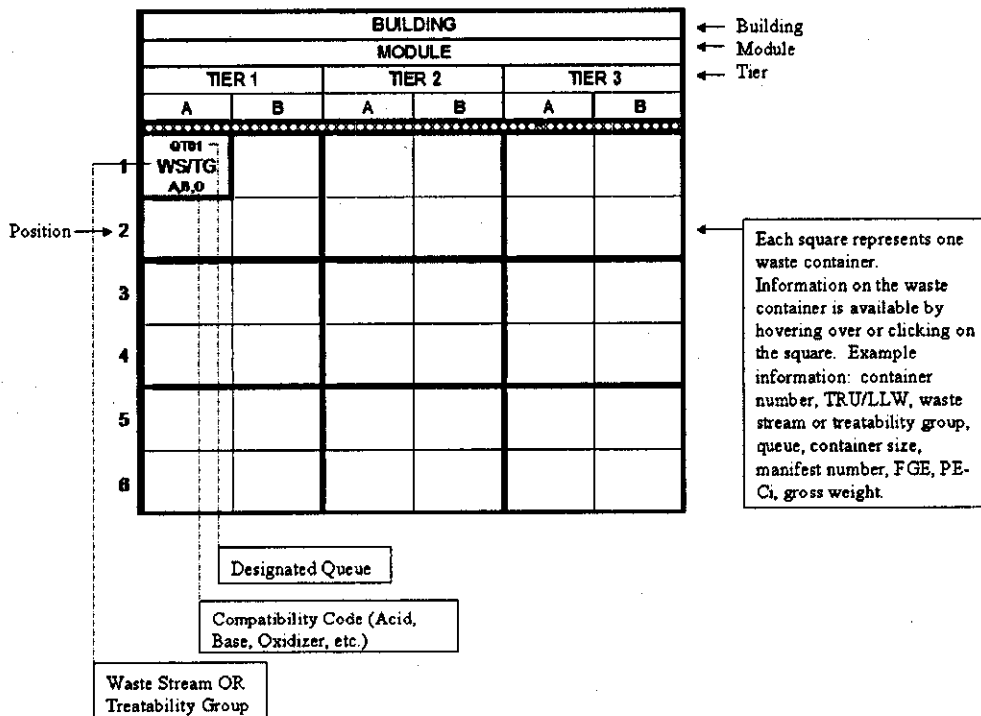 BUILDING
MODULE
TIER 1 TIER 2 TIER 3
A B A B A B
Building
Module
Tier
1
QT01
WS/TG
A,B,O
Position 2
3
4
5
6
Each square represents one
waste container.
Information on the waste
container is available by
hovering over or clicking on
the square. Example
information: container
number, TRU/LLW, waste
stream or treatability group,
queue, container size,
manifest number, FGE, PE-
Ci, gross weight.
Designated Queue
Compatibility Code (Acid,
Base, Oxidizer, etc.)
Waste Stream OR
Treatability Group